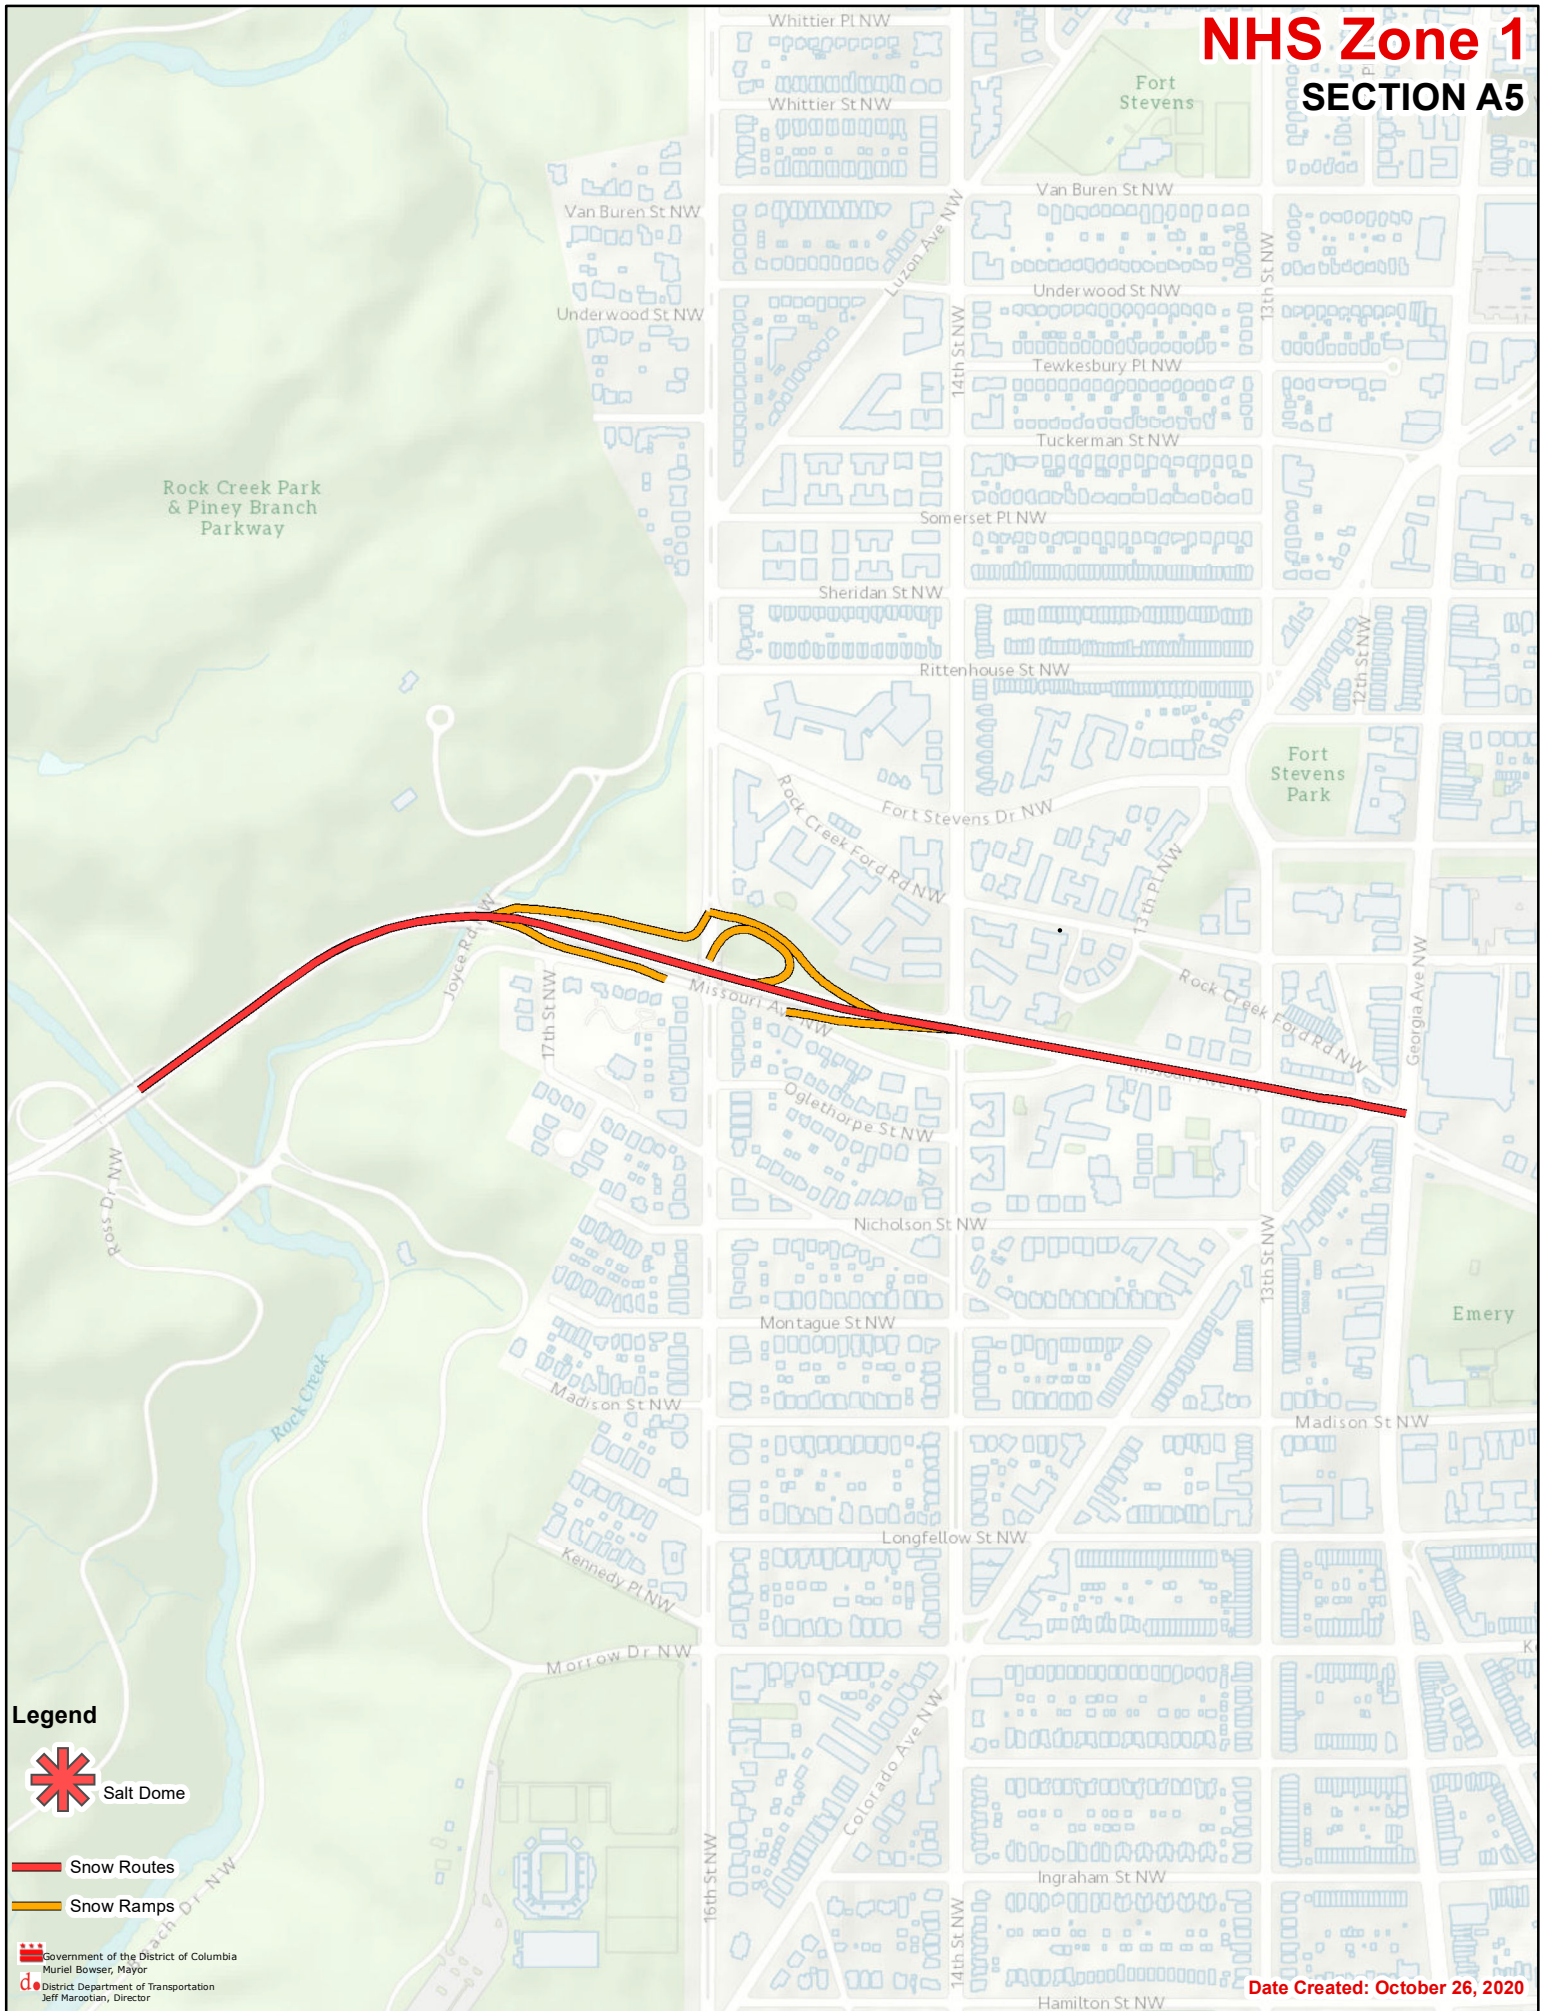 NHS Zone 1
SECTION A5
Whittier Pl NW
Fort
Stevens
Whittier St NW
Van Buren St NW
Van Buren St NW
Luzon Ave NW
13th St NW
Underwood St NW
Underwood St NW
14th St NW
Tewkesbury Pl NW
Tuckerman St NW
Rock Creek Park
& Piney Branch
Parkway
Somerset Pl NW
Sheridan St NW
12th St NW
Rittenhouse St NW
Fort
Stevens
Park
Rock Creek Ford Rd NW
Fort Stevens Dr NW
13th Pl NW
Joyce Rd NW
17th St NW
Missouri Ave NW
Rock Creek Ford Rd NW
Georgia Ave NW
Missouri Ave NW
Oglethorpe St NW
Ross Dr NW
Nicholson St NW
13th St NW
Emery
Montague St NW
Rock Creek
Madison St NW
Madison St NW
Longfellow St NW
Kennedy Pl NW
Morrow Dr NW
Colorado Ave NW
16th St NW
Ingraham St NW
14th St NW
Beach Dr NW
Hamilton St NW
Legend
Salt Dome
Snow Routes
Snow Ramps
Government of the District of Columbia
Muriel Bowser, Mayor
d.
District Department of Transportation
Jeff Marootian, Director
Date Created: October 26, 2020